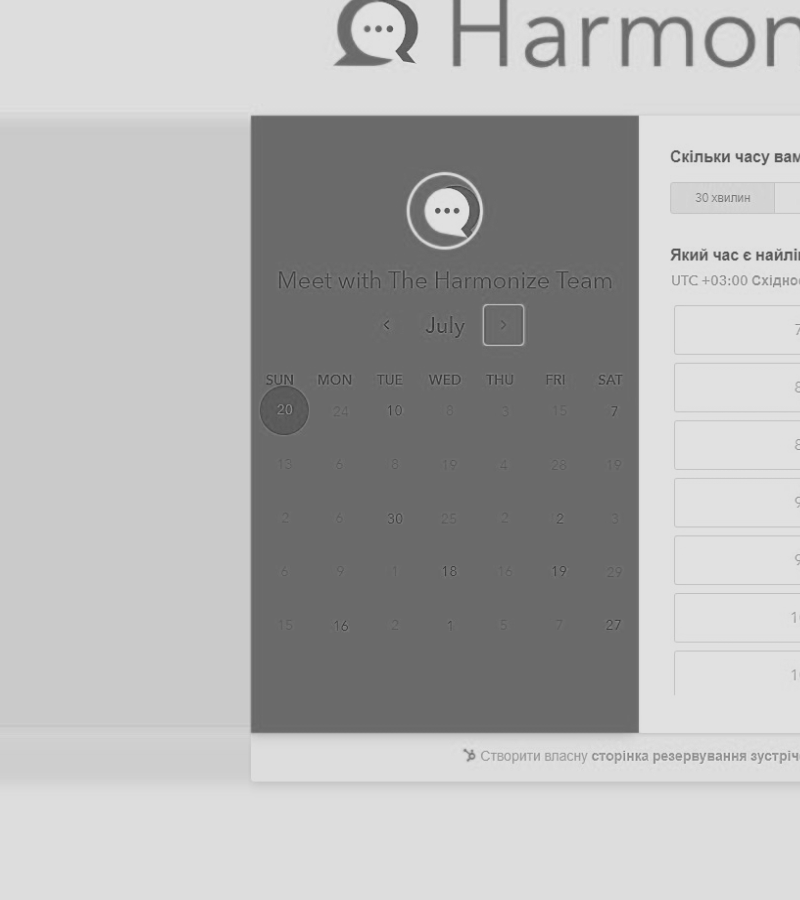 Harmon
Meet with The Harmonize Team
July
SUN MON TUE WED THU FRI SAT
20 24 10 8 3 15 7
13 6 8 19 4 28 19
2 6 30 25 2 2 3
6 9 1 18 16 19 29
15 16 2 1 5 7 27
Скільки часу вам
30 хвилин
Який час є найлі
UTC +03:00 Східно
7
8
8
9
9
1
1
Створити власну сторінка резервування зустріч